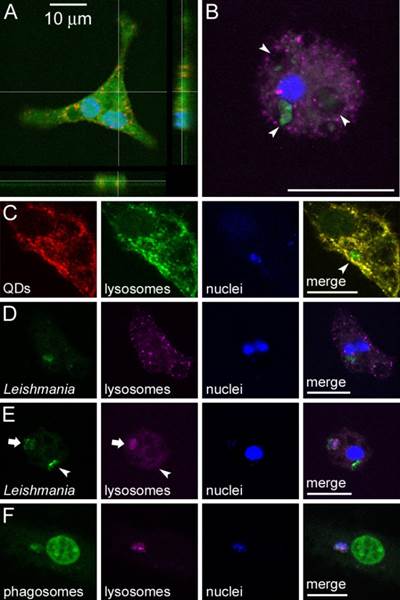 A
10 μm
B
C
QDs
lysosomes
nuclei
merge
D
Leishmania
lysosomes
nuclei
merge
E
Leishmania
lysosomes
nuclei
merge
F
phagosomes
lysosomes
nuclei
merge